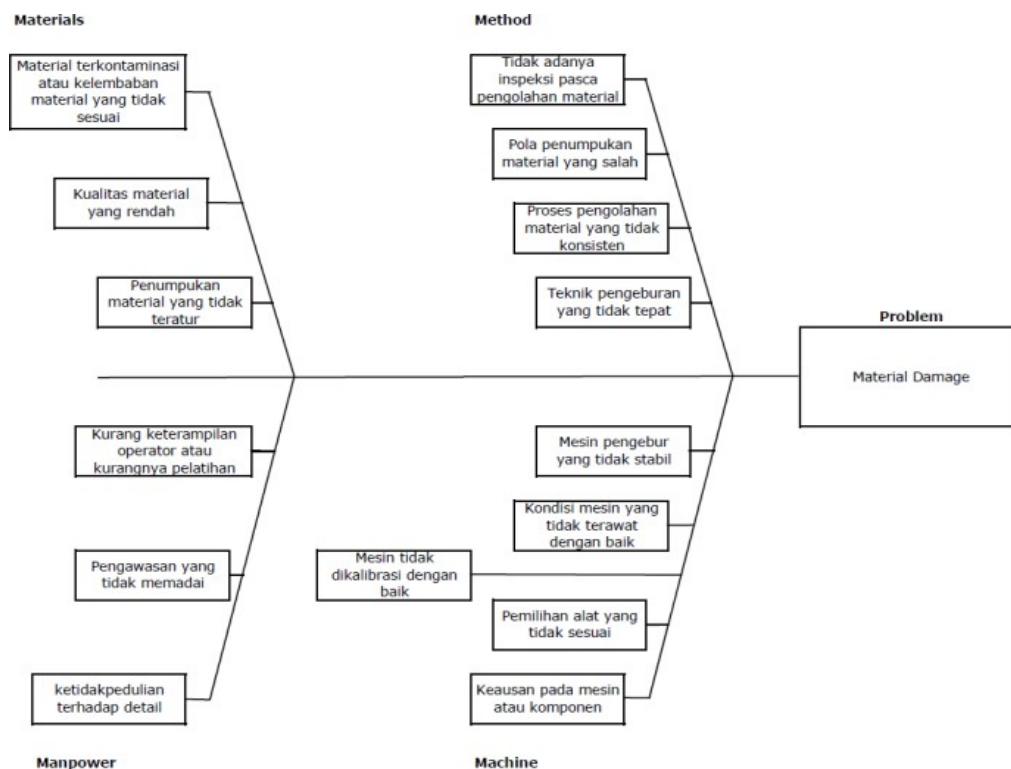 Materials
Material terkontaminasi
atau kelembaban
material yang tidak
sesuai
Kualitas material
yang rendah
Penumpukan
material yang tidak
teratur
Method
Tidak adanya
inspeksi pasca
pengolahan material
Pola penumpukan
material yang salah
Proses pengolahan
material yang tidak
konsisten
Teknik pengeburan
yang tidak tepat
Problem
Material Damage
Kurang keterampilan
operator atau
kurangnya pelatihan
Pengawasan yang
tidak memadai
ketidakpedulian
terhadap detail
Manpower
Mesin pengebur
yang tidak stabil
Kondisi mesin yang
tidak terawat
dengan baik
Mesin tidak
dikalibrasi dengan
baik
Pemilihan alat yang
tidak sesuai
Keausan pada mesin
atau komponen
Machine